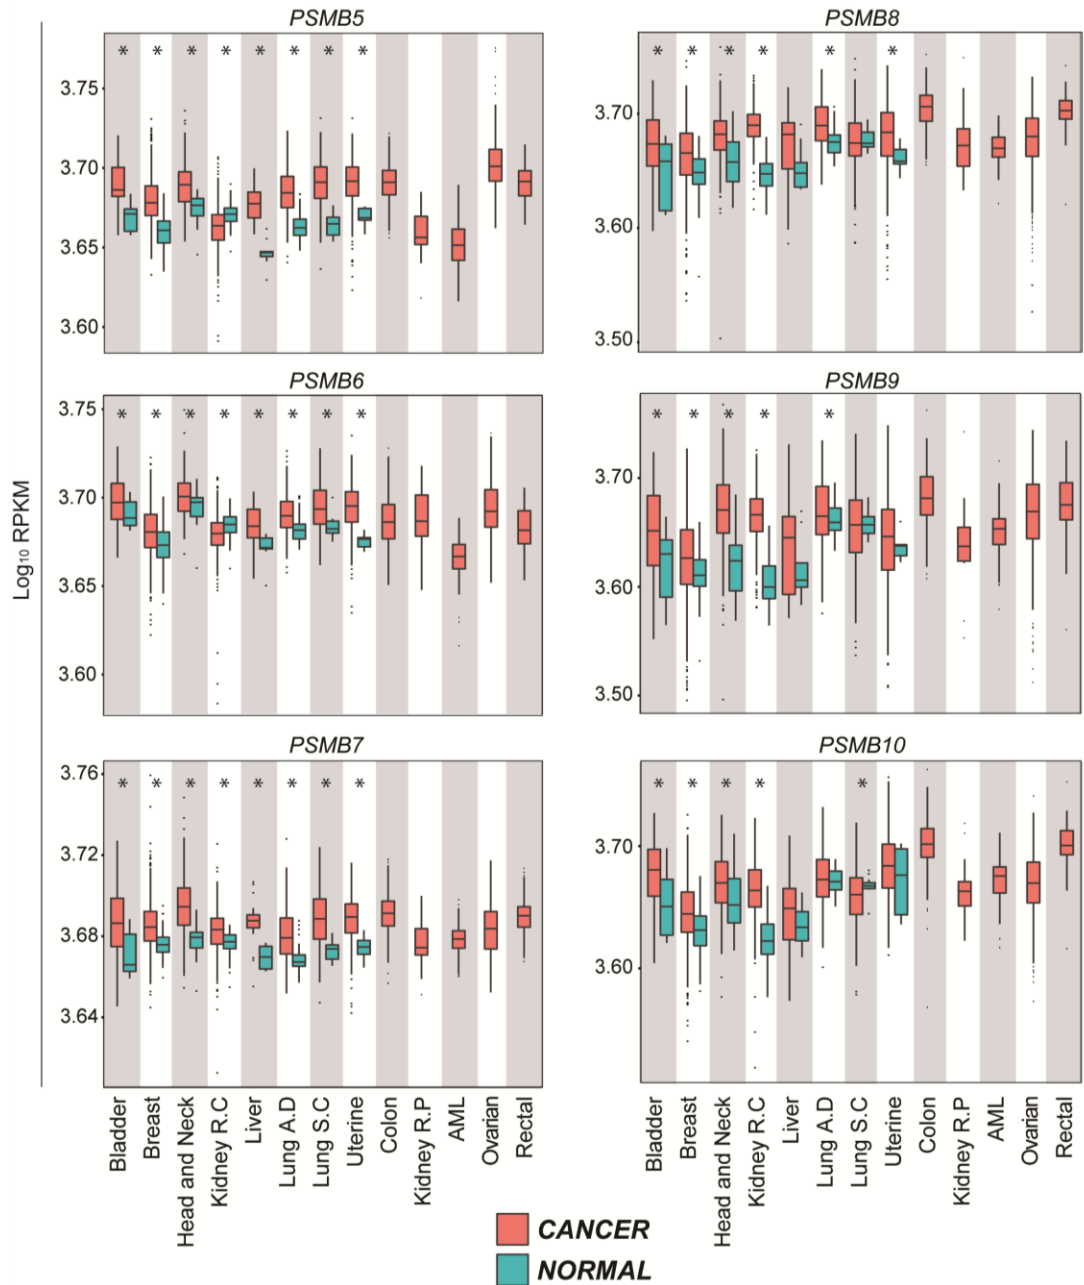 PSMB5
PSMB8
* * * * * * * *
* * * * * *
3.75
3.70
3.65
3.60
3.70
3.60
3.50
PSMB6
PSMB9
* * * * * * * *
* * * * *
3.75
3.70
3.65
3.60
3.70
3.60
3.50
Log₁₀ RPKM
PSMB7
PSMB10
* * * * * * * *
* * * * *
3.76
3.72
3.68
3.64
3.70
3.60
Bladder
Breast
Head and Neck
Kidney R.C
Liver
Lung A.D
Lung S.C
Uterine
Colon
Kidney R.P
AML
Ovarian
Rectal
Bladder
Breast
Head and Neck
Kidney R.C
Liver
Lung A.D
Lung S.C
Uterine
Colon
Kidney R.P
AML
Ovarian
Rectal
CANCER
NORMAL